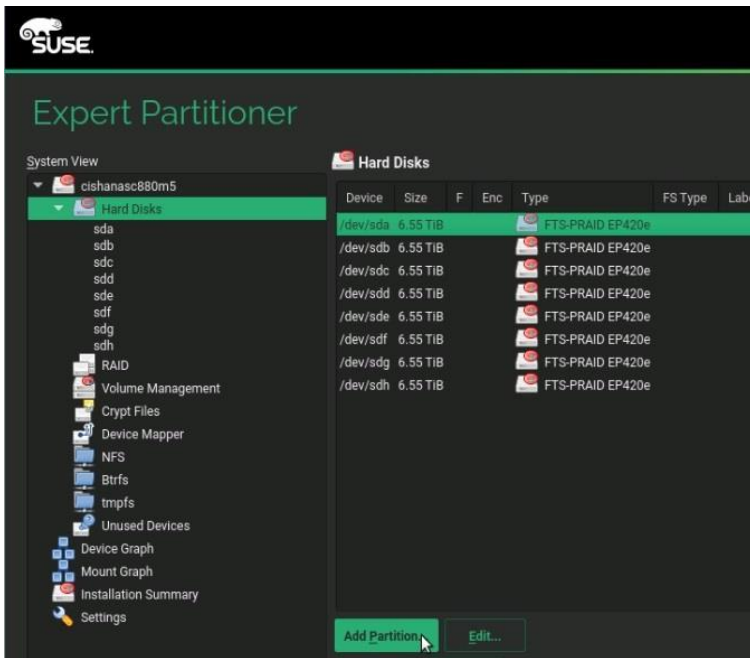 SUSE.
Expert Partitioner
System View
cishanasc880m5
Hard Disks
sda
sdb
sdc
sdd
sde
sdf
sdg
sdh
RAID
Volume Management
Crypt Files
Device Mapper
NFS
Btrfs
tmpfs
Unused Devices
Device Graph
Mount Graph
Installation Summary
Settings
Hard Disks
Device Size F Enc Type FS Type Labe
/dev/sda 6.55 TiB FTS-PRAID EP420e
/dev/sdb 6.55 TiB FTS-PRAID EP420e
/dev/sdc 6.55 TiB FTS-PRAID EP420e
/dev/sdd 6.55 TiB FTS-PRAID EP420e
/dev/sde 6.55 TiB FTS-PRAID EP420e
/dev/sdf 6.55 TiB FTS-PRAID EP420e
/dev/sdg 6.55 TiB FTS-PRAID EP420e
/dev/sdh 6.55 TiB FTS-PRAID EP420e
Add Partition... Edit...